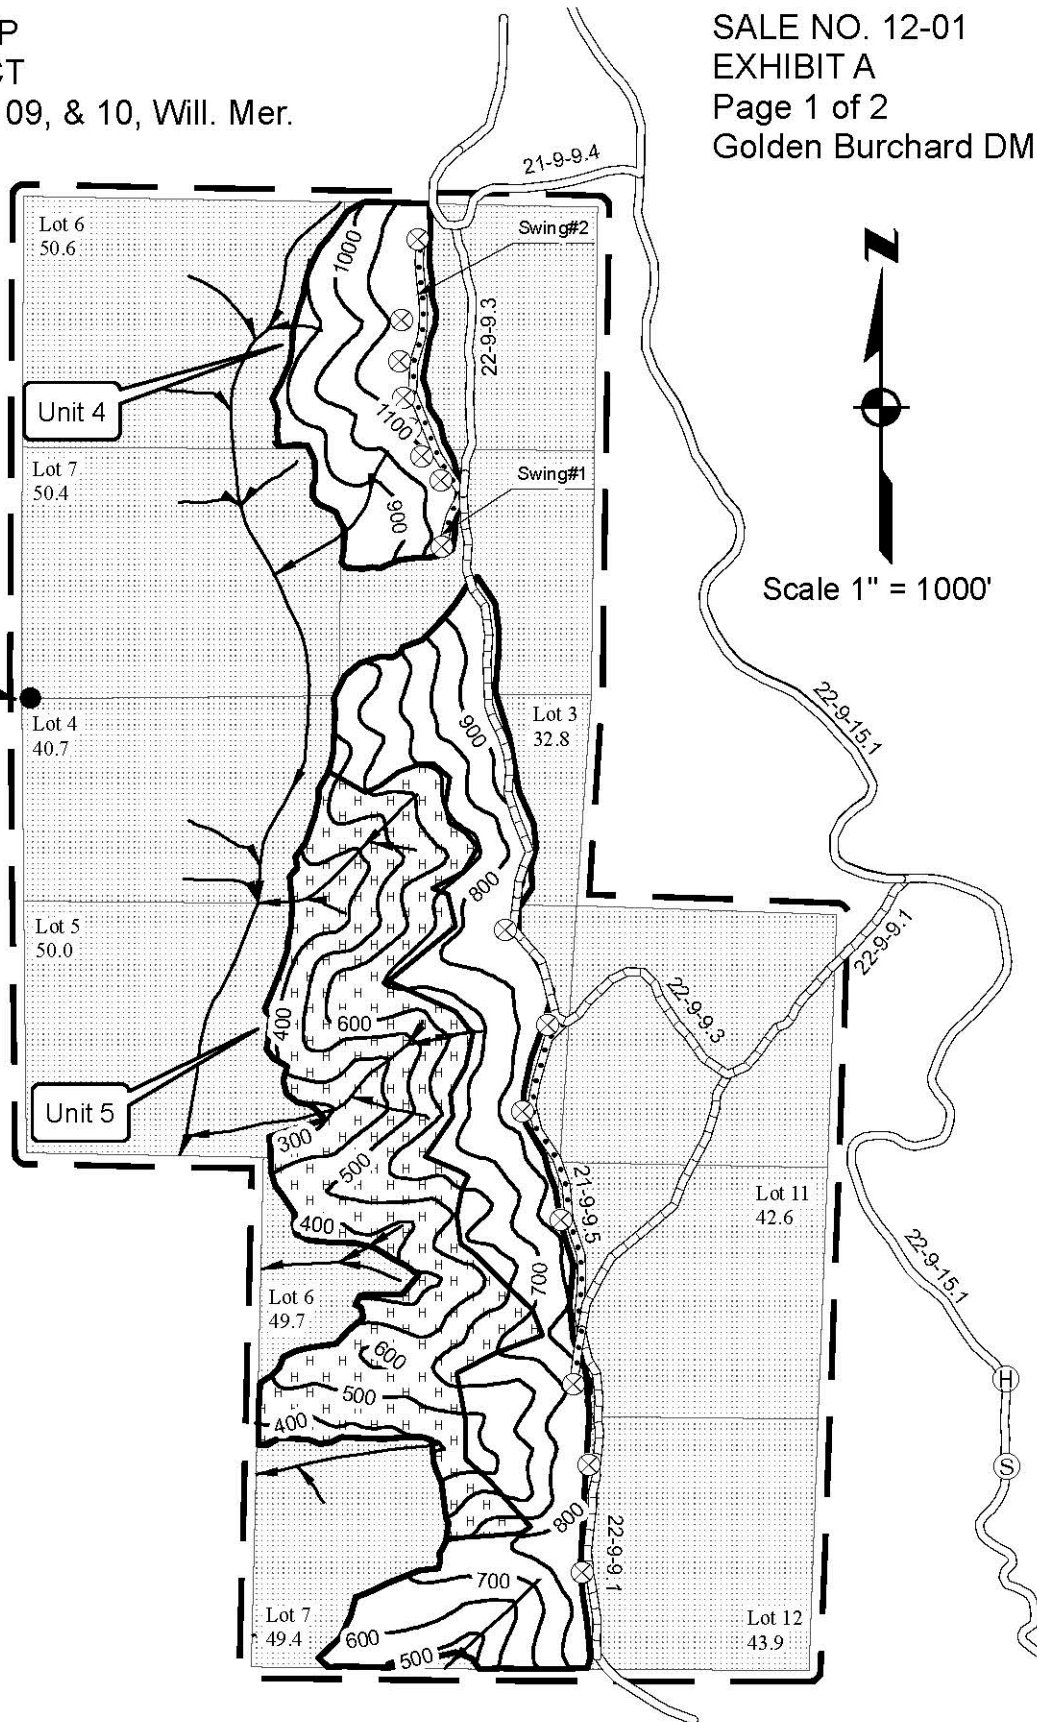 P
CT
09, & 10, Will. Mer.
SALE NO. 12-01
EXHIBIT A
Page 1 of 2
Golden Burchard DM
21-9-9.4
Lot 6
50.6
Swing#2
1000
22-9-9.3
Unit 4
1100
Lot 7
50.4
Swing#1
900
Z
Scale 1" = 1000'
Lot 4
40.7
Lot 3
32.8
900
22-9-15.1
800
Lot 5
50.0
22-9-9.1
22-9-9.3
400
600
Unit 5
300
500
21-9-9.5
Lot 11
42.6
400
700
22-9-15.1
Lot 6
49.7
600
500
400
H
S
800
22-9-9.1
700
Lot 7
49.4
600
500
Lot 12
43.9